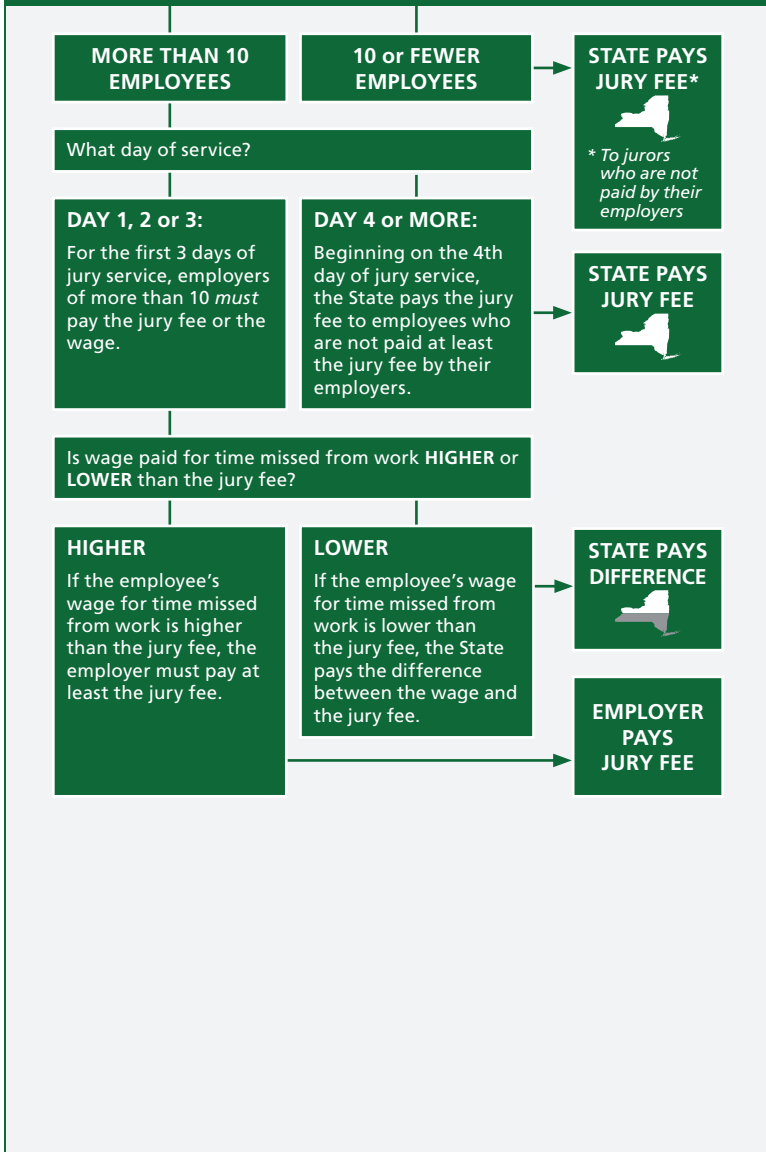 MORE THAN 10
EMPLOYEES
10 or FEWER
EMPLOYEES
STATE PAYS
JURY FEE*
* To jurors
who are not
paid by their
employers
What day of service?
DAY 1, 2 or 3:
For the first 3 days of
jury service, employers
of more than 10 must
pay the jury fee or the
wage.
DAY 4 or MORE:
Beginning on the 4th
day of jury service,
the State pays the jury
fee to employees who
are not paid at least
the jury fee by their
employers.
STATE PAYS
JURY FEE
Is wage paid for time missed from work HIGHER or
LOWER than the jury fee?
HIGHER
If the employee’s
wage for time missed
from work is higher
than the jury fee, the
employer must pay at
least the jury fee.
LOWER
If the employee’s wage
for time missed from
work is lower than
the jury fee, the State
pays the difference
between the wage and
the jury fee.
STATE PAYS
DIFFERENCE
EMPLOYER
PAYS
JURY FEE